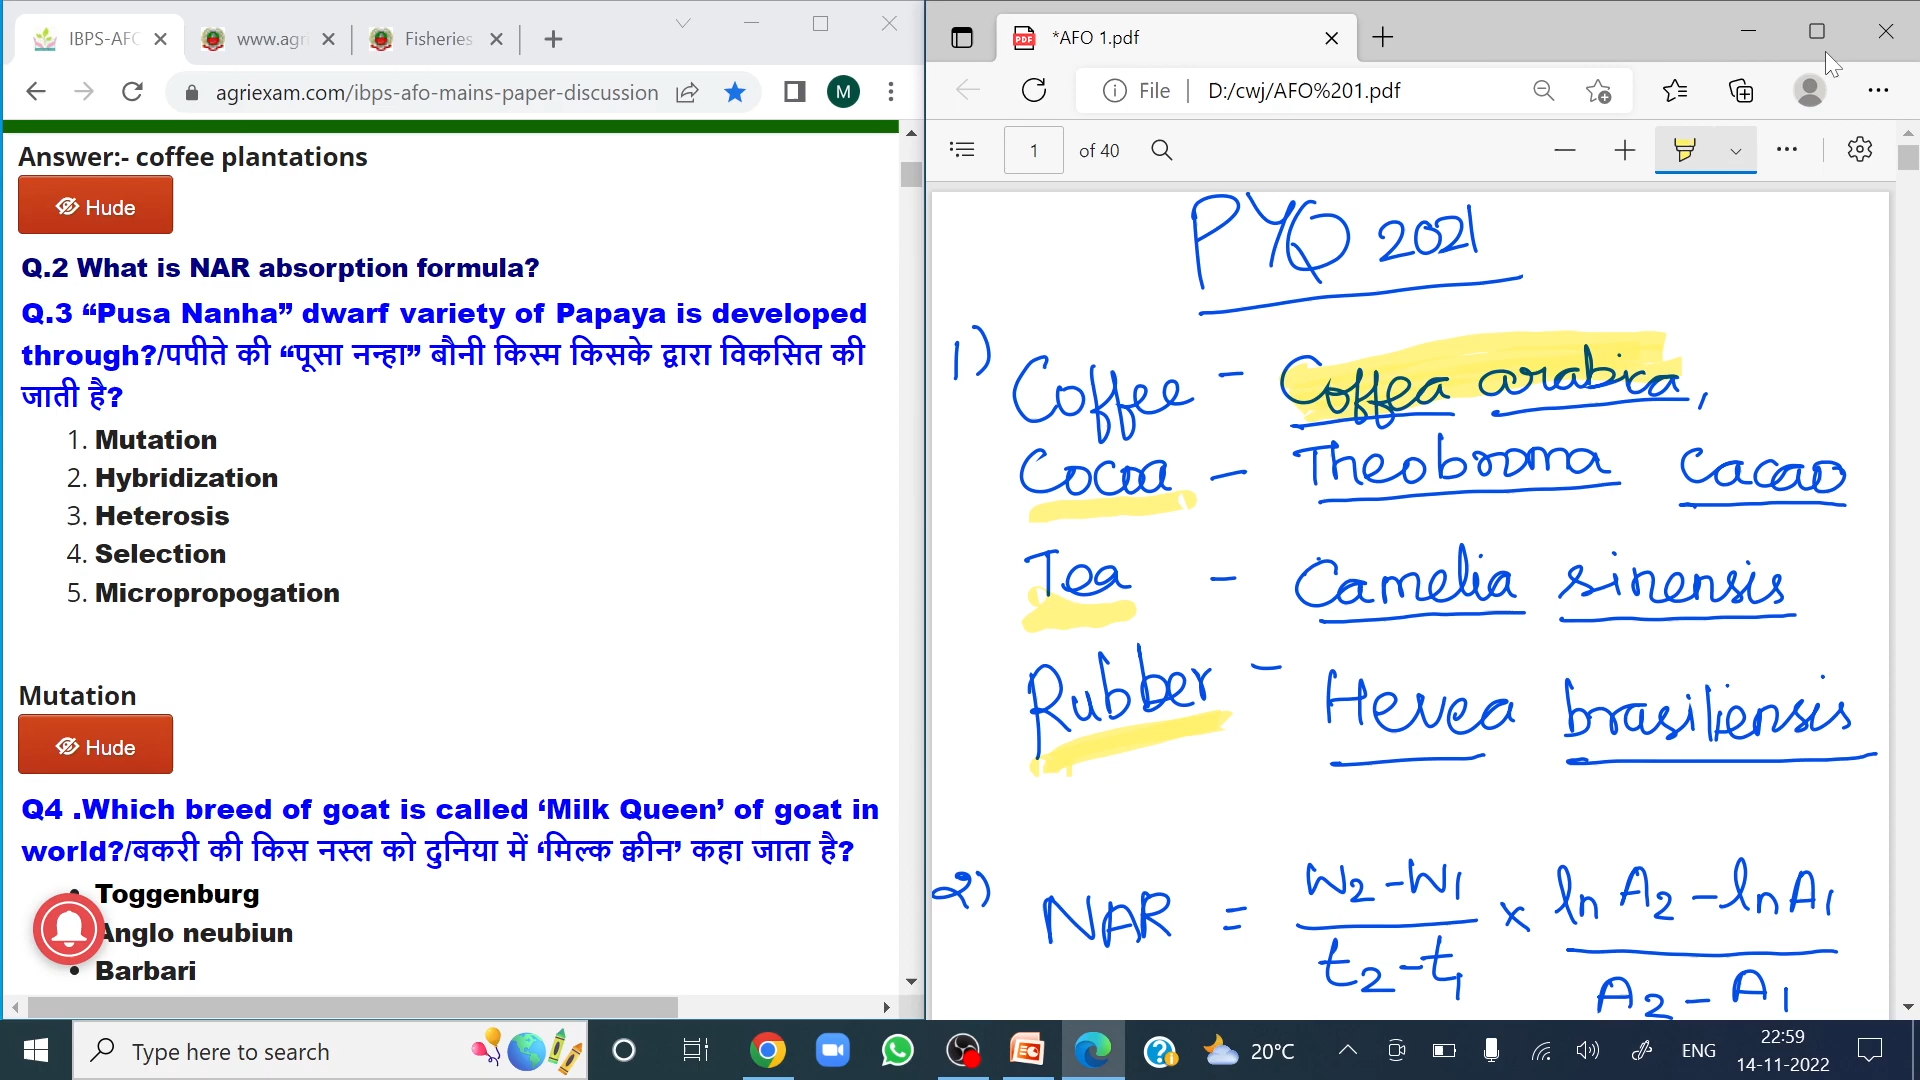 IBPS-AFC
www.agri
Fisheries
agriexam.com/ibps-afo-mains-paper-discussion
M
Answer:- coffee plantations
Hude
Q.2 What is NAR absorption formula?
Q.3 “Pusa Nanha” dwarf variety of Papaya is developed
through?/पपीते की “पूसा नन्हा” बौनी किस्म किसके द्वारा विकसित की
जाती है?
1. Mutation
2. Hybridization
3. Heterosis
4. Selection
5. Micropropogation
Mutation
Hude
Q4 .Which breed of goat is called ‘Milk Queen’ of goat in
world?/बकरी की किस नस्ल को दुनिया में ‘मिल्क क्वीन’ कहा जाता है?
Toggenburg
Anglo neubiun
Barbari
*AFO 1.pdf
File | D:/cwj/AFO%201.pdf
1 of 40
PYQ 2021
1)
Coffee - Coffea arabica,
Cocoa - Theobroma cacao
Tea - Camelia sinensis
Rubber - Hevea brasiliensis
2) NAR = W2-W1 × ln A2 - ln A1
t2-t1 A2 - A1
Type here to search
20°C
ENG
22:59
14-11-2022